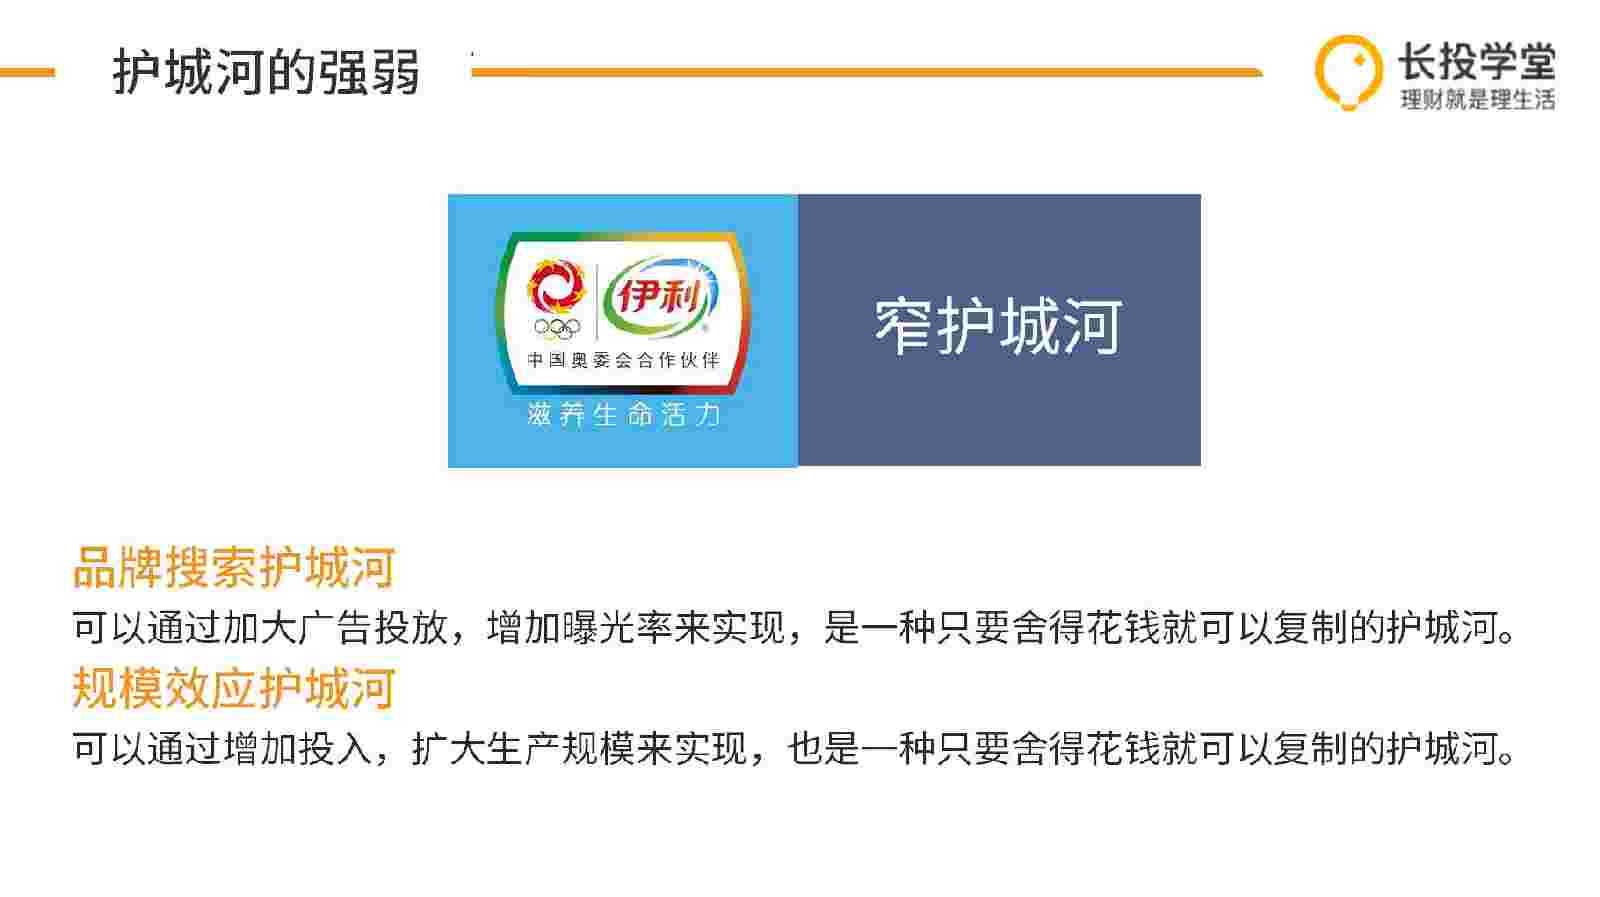 护城河的强弱
长投学堂
理财就是理生活
伊利
中国奥委会合作伙伴
滋养生命活力
窄护城河
品牌搜索护城河
可以通过加大广告投放，增加曝光率来实现，是一种只要舍得花钱就可以复制的护城河。
规模效应护城河
可以通过增加投入，扩大生产规模来实现，也是一种只要舍得花钱就可以复制的护城河。